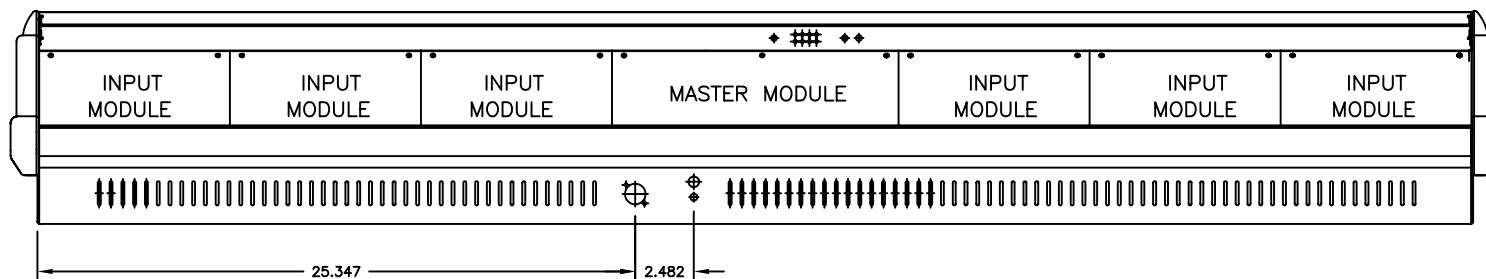 INPUT
MODULE
INPUT
MODULE
INPUT
MODULE
MASTER MODULE
INPUT
MODULE
INPUT
MODULE
INPUT
MODULE
25.347
2.482